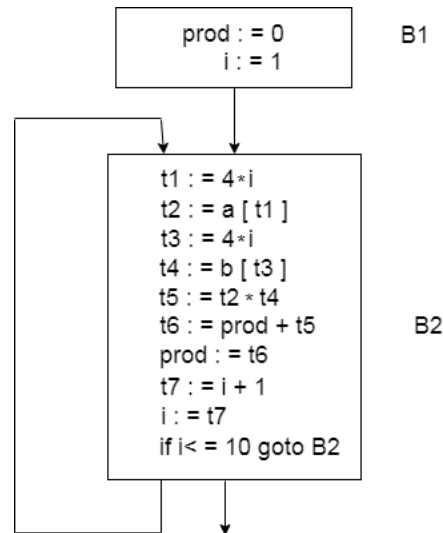 prod : = 0
B1
i : = 1
t1 : = 4*i
t2 : = a [ t1 ]
t3 : = 4*i
t4 : = b [ t3 ]
t5 : = t2 * t4
t6 : = prod + t5
B2
prod : = t6
t7 : = i + 1
i : = t7
if i< = 10 goto B2